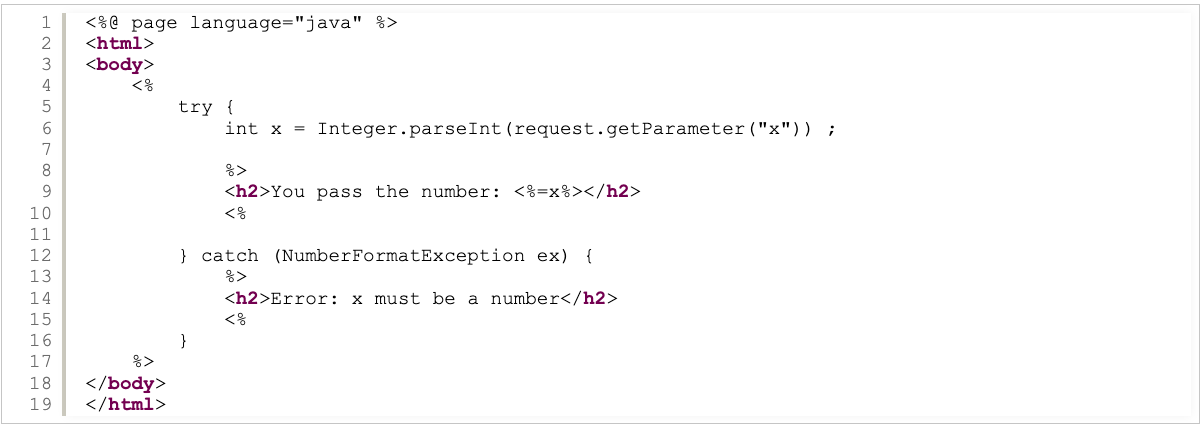 1 <%@ page language="java" %>
2 <html>
3 <body>
4     <%
5         try {
6             int x = Integer.parseInt(request.getParameter("x")) ;
7
8             %>
9             <h2>You pass the number: <%=x%></h2>
10             <%
11
12         } catch (NumberFormatException ex) {
13             %>
14             <h2>Error: x must be a number</h2>
15             <%
16         }
17     %>
18 </body>
19 </html>